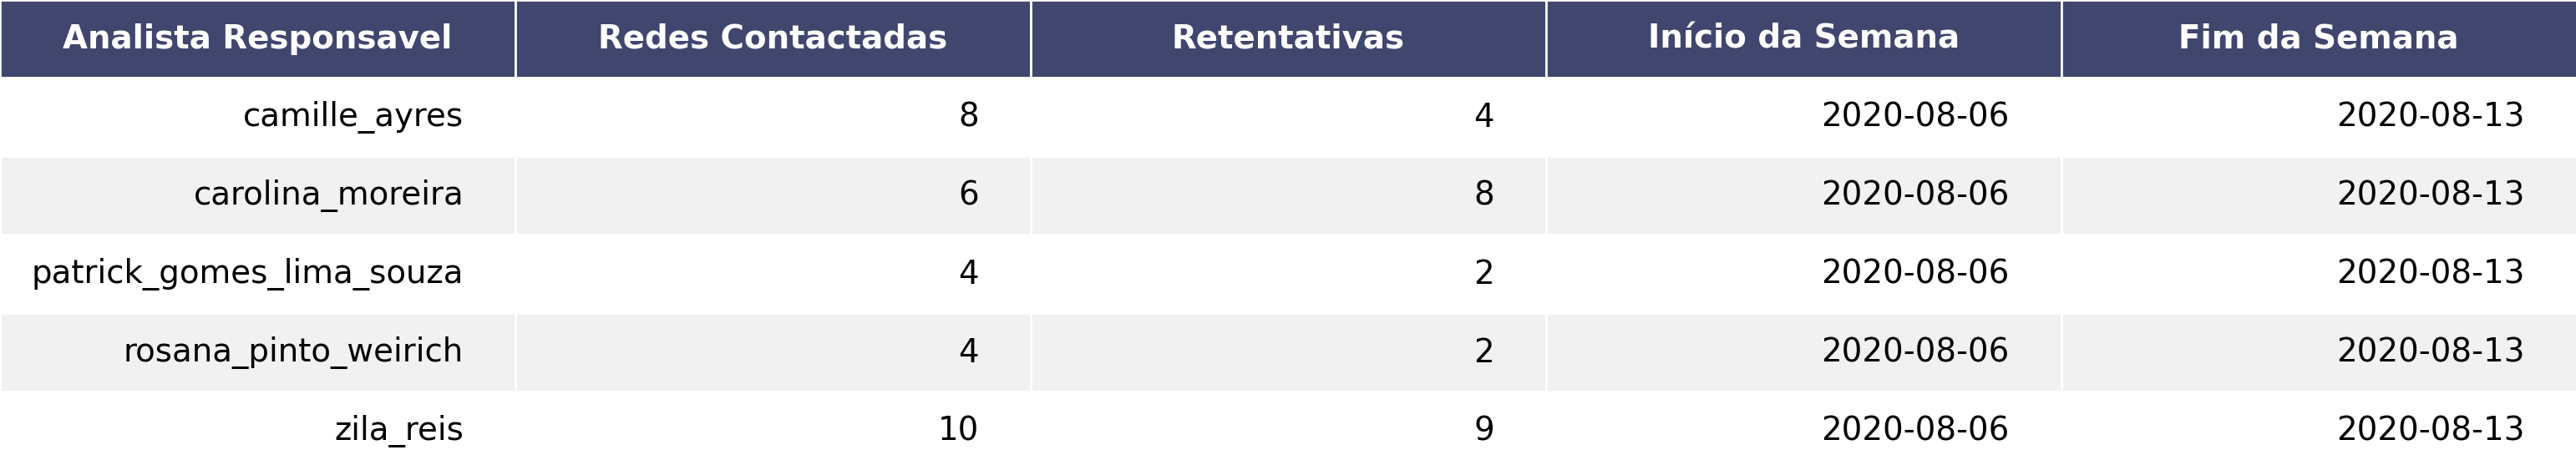 Analista Responsavel Redes Contactadas Retentativas Início da Semana Fim da Semana
camille_ayres 8 4 2020-08-06 2020-08-13
carolina_moreira 6 8 2020-08-06 2020-08-13
patrick_gomes_lima_souza 4 2 2020-08-06 2020-08-13
rosana_pinto_weirich 4 2 2020-08-06 2020-08-13
zila_reis 10 9 2020-08-06 2020-08-13